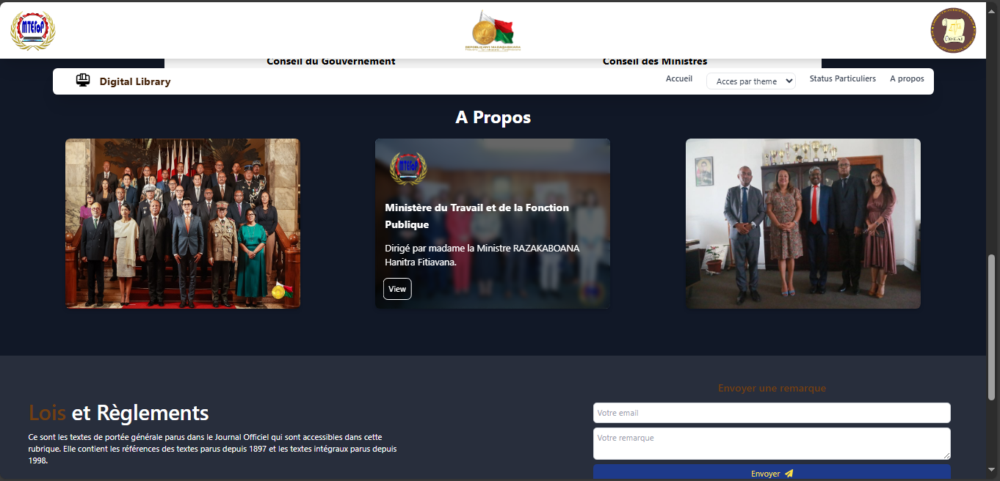 MTEFoP
REPOBLIKAN'I MADAGASIKARA
DEAJ
Conseil du Gouvernement
Conseil des Ministres
Digital Library
Accueil
Acces par theme
Status Particuliers
A propos
A Propos
MTEFoP
Ministère du Travail et de la Fonction
Publique
Dirigé par madame la Ministre RAZAKABOANA
Hanitra Fitiavana.
View
Envoyer une remarque
Lois et Règlements
Votre email
Ce sont les textes de portée générale parus dans le Journal Officiel qui sont accessibles dans cette
rubrique. Elle contient les références des textes parus depuis 1897 et les textes intégraux parus depuis
1998.
Votre remarque
Envoyer